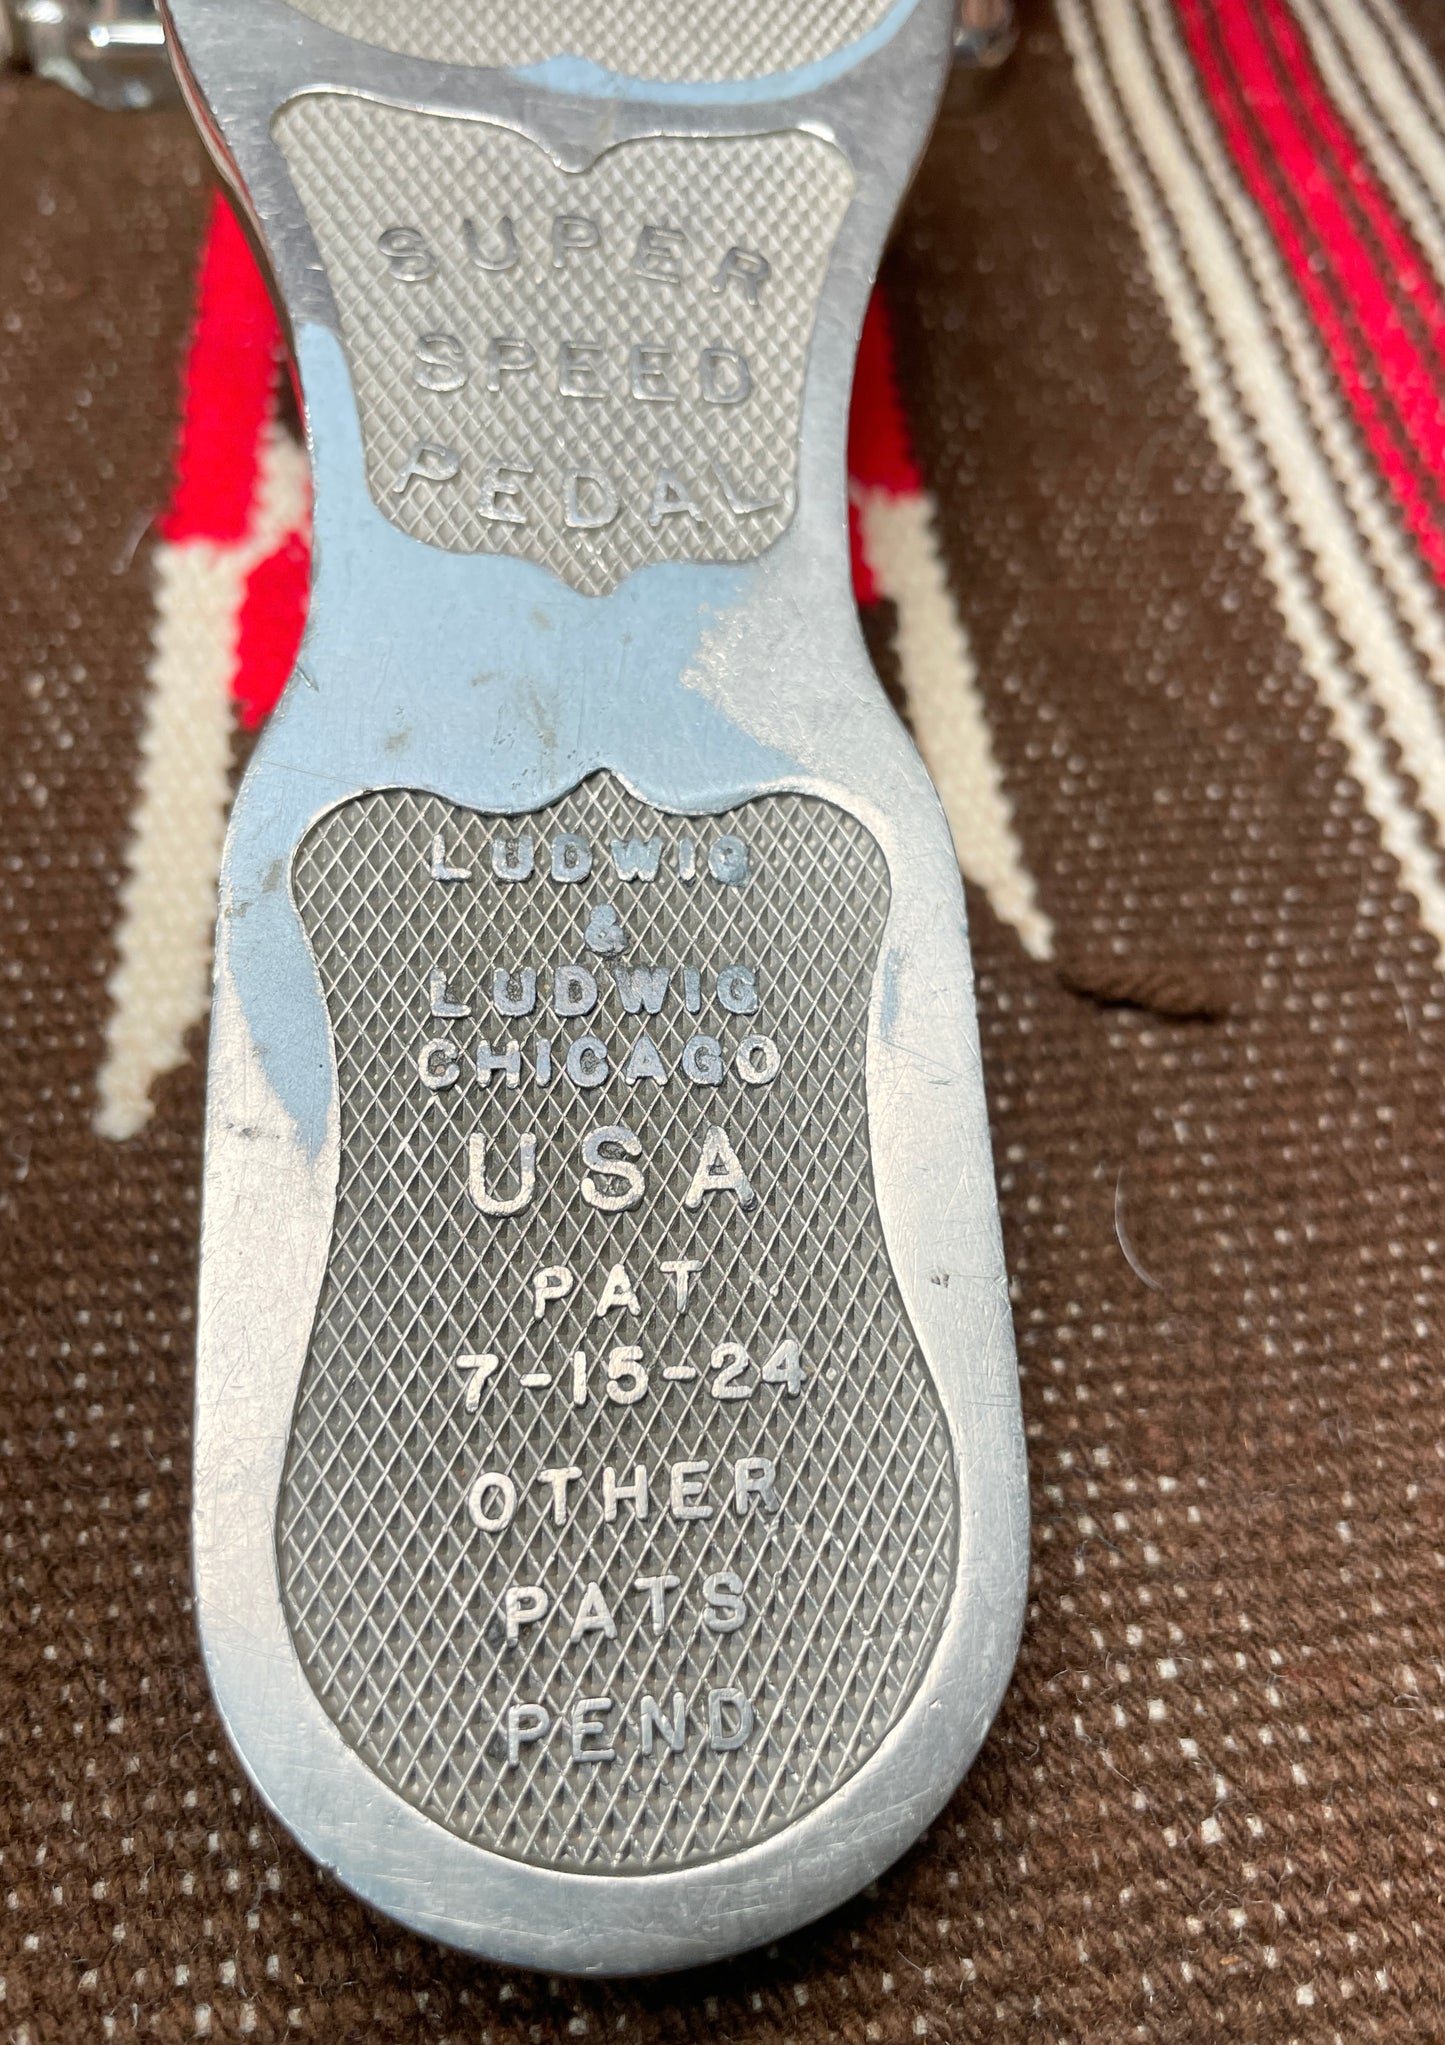 SUPER
SPEED
PEDAL
LUDWIG
&
LUDWIG
CHICAGO
USA
PAT
7-15-24
OTHER
PATS
PEND